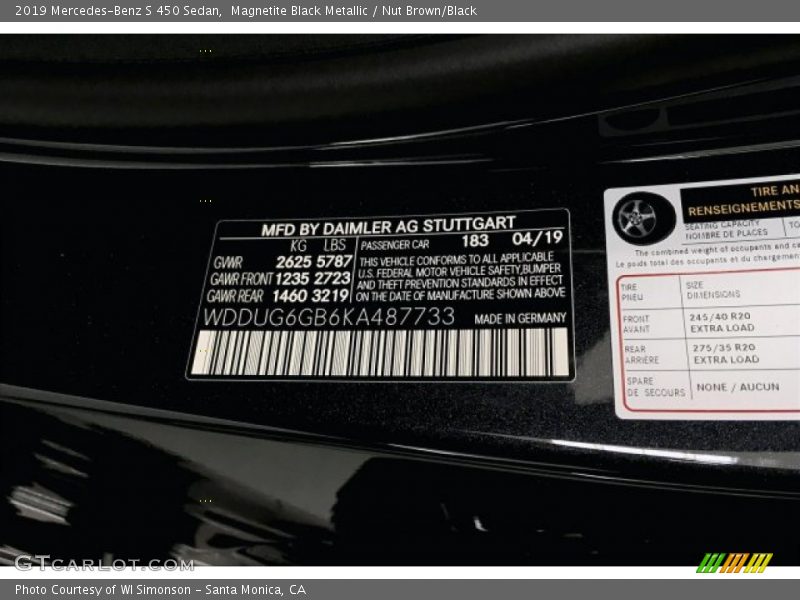 2019 Mercedes-Benz S 450 Sedan,  Magnetite Black Metallic / Nut Brown/Black
MFD BY DAIMLER AG STUTTGART
KG LBS PASSENGER CAR 183 04/19
GVWR 2625 5787
GAWR FRONT 1235 2723
GAWR REAR 1460 3219
THIS VEHICLE CONFORMS TO ALL APPLICABLE
U.S. FEDERAL MOTOR VEHICLE SAFETY, BUMPER
AND THEFT PREVENTION STANDARDS IN EFFECT
ON THE DATE OF MANUFACTURE SHOWN ABOVE
WDDUG6GB6KA487733 MADE IN GERMANY
TIRE AN
RENSEIGNEMENTS
SEATING CAPACITY
NOMBRE DE PLACES
The combined weight of occupants and
Le poids total des occupants et du
TIRE SIZE
PNEU DIMENSIONS
FRONT 245/40 R20
AVANT EXTRA LOAD
REAR 275/35 R20
ARRIÈRE EXTRA LOAD
SPARE NONE / AUCUN
DE SECOURS
GTCARLOT.COM
Photo Courtesy of WI Simonson - Santa Monica, CA